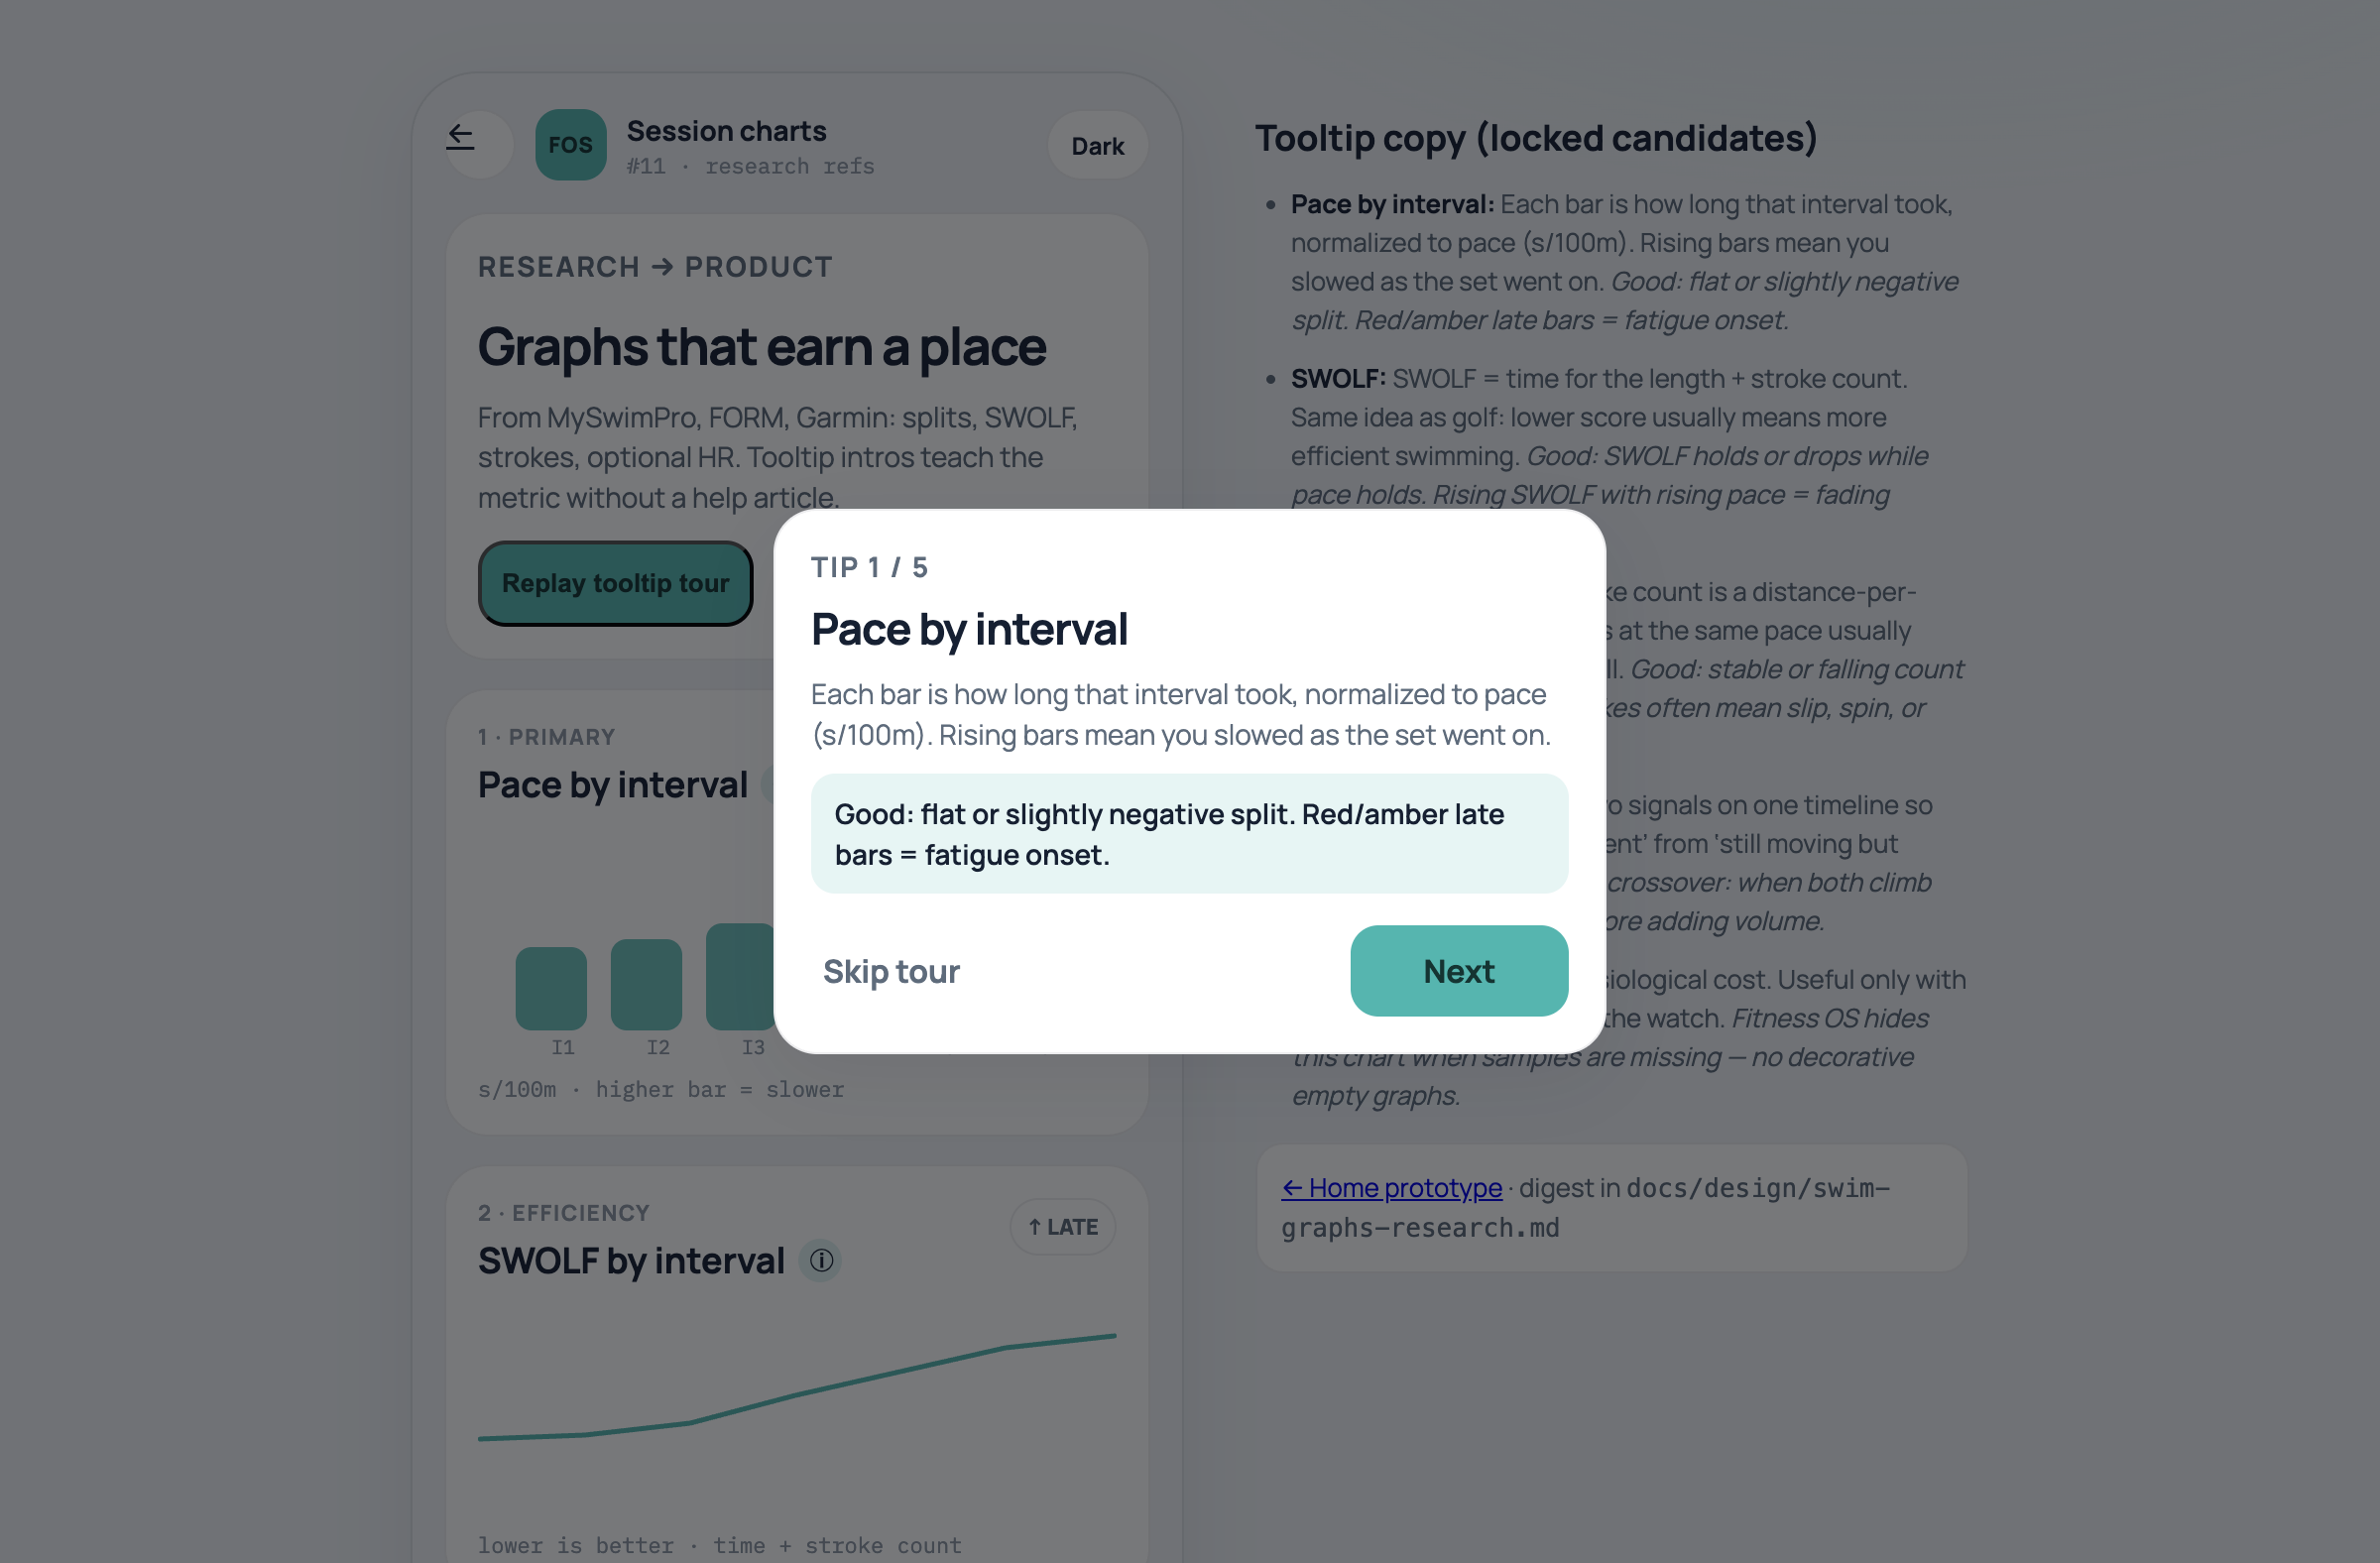 FOS
Session charts
#11 · research refs
Dark
RESEARCH → PRODUCT
Graphs that earn a place
From MySwimPro, FORM, Garmin: splits, SWOLF,
strokes, optional HR. Tooltip intros teach the
metric without a help article.
Replay tooltip tour
1 · PRIMARY
Pace by interval
I1 I2 I3
s/100m · higher bar = slower
2 · EFFICIENCY
↑ LATE
SWOLF by interval ⓘ
lower is better · time + stroke count
TIP 1 / 5
Pace by interval
Each bar is how long that interval took, normalized to pace
(s/100m). Rising bars mean you slowed as the set went on.
Good: flat or slightly negative split. Red/amber late
bars = fatigue onset.
Skip tour
Next
Tooltip copy (locked candidates)
• Pace by interval: Each bar is how long that interval took,
normalized to pace (s/100m). Rising bars mean you
slowed as the set went on. Good: flat or slightly negative
split. Red/amber late bars = fatigue onset.
• SWOLF: SWOLF = time for the length + stroke count.
Same idea as golf: lower score usually means more
efficient swimming. Good: SWOLF holds or drops while
pace holds. Rising SWOLF with rising pace = fading
count is a distance-per-
at the same pace usually
Good: stable or falling count
often mean slip, spin, or
signals on one timeline so
from ‘still moving but
crossover: when both climb
adding volume.
cost. Useful only with
the watch. Fitness OS hides
this chart when samples are missing — no decorative
empty graphs.
← Home prototype · digest in docs/design/swim-
graphs-research.md